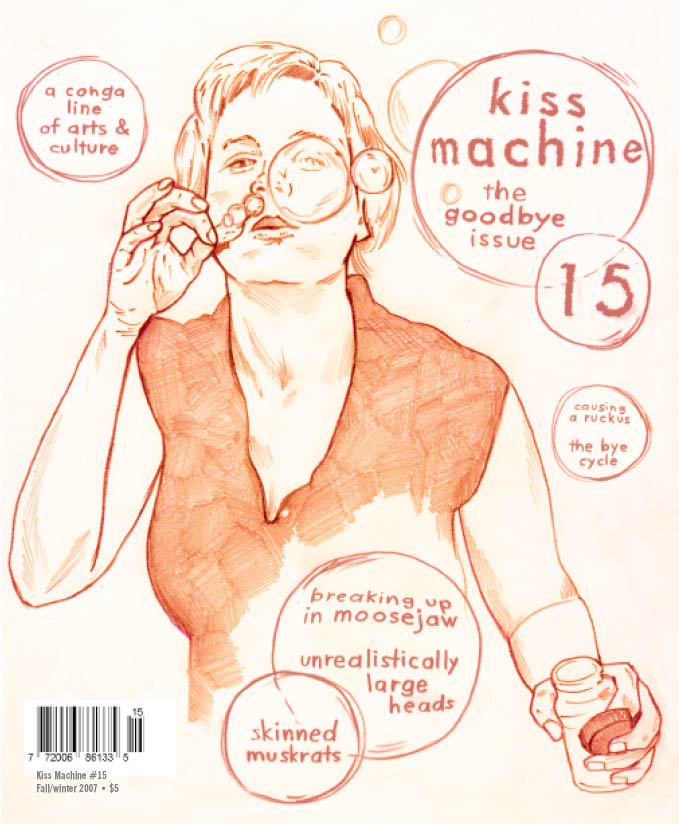 a conga
line
of arts &
culture
kiss
machine
the
goodbye
issue
15
causing
a ruckus
the bye
cycle
breaking up
in moosejaw
unrealistically
large
heads
skinned
muskrats
15
7 72006 86133 5
Kiss Machine #15
Fall/winter 2007 • $5